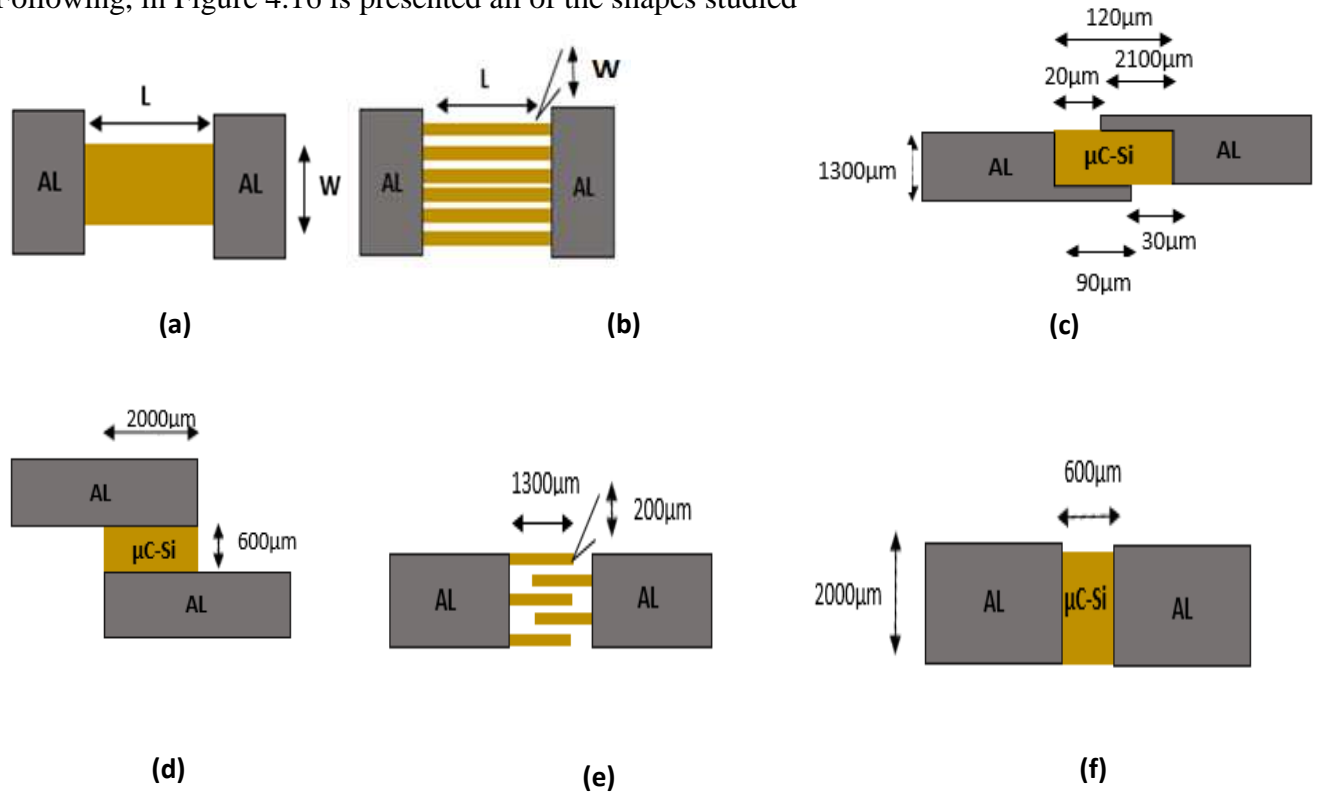 Following, in Figure 4.16 is presented all of the shapes studied
L
AL
AL
W
(a)
L
W
AL
AL
(b)
120µm
2100µm
20µm
1300µm
AL
µC-Si
AL
30µm
90µm
(c)
2000µm
AL
µC-Si
600µm
AL
(d)
1300µm
200µm
AL
AL
(e)
600µm
2000µm
AL
µC-Si
AL
(f)